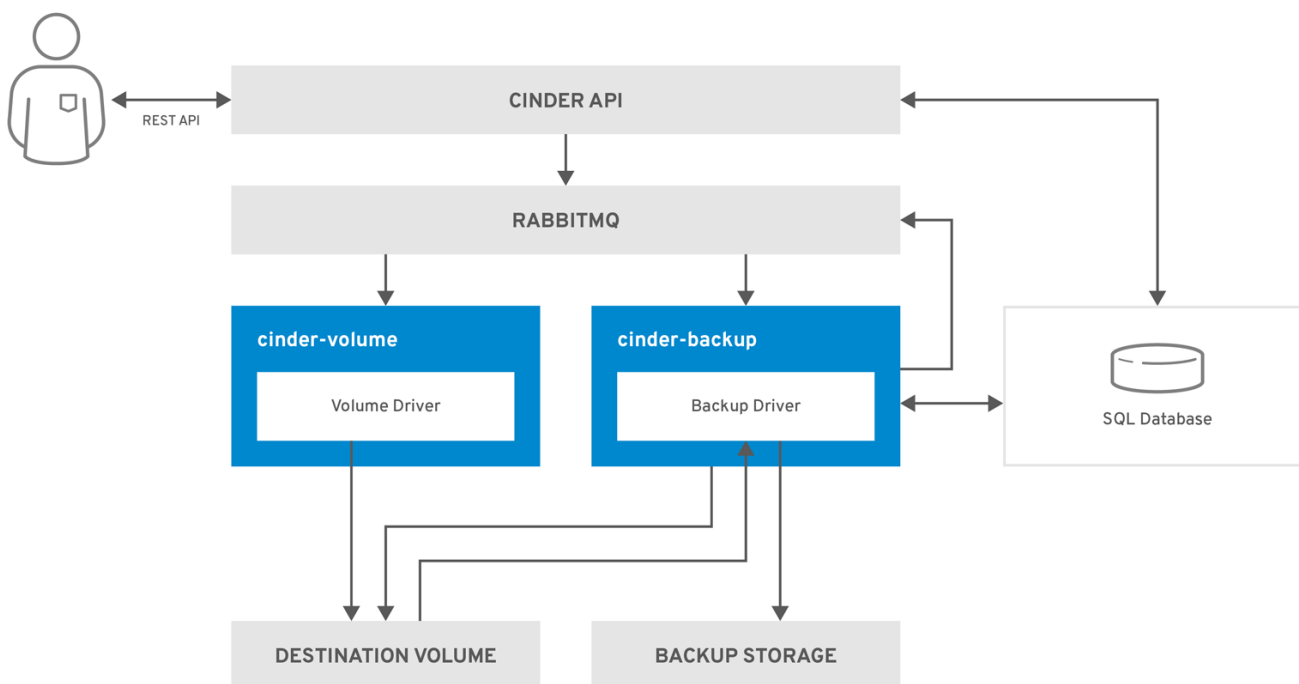 CINDER API
REST API
RABBITMQ
cinder-volume
cinder-backup
Volume Driver
Backup Driver
SQL Database
DESTINATION VOLUME
BACKUP STORAGE